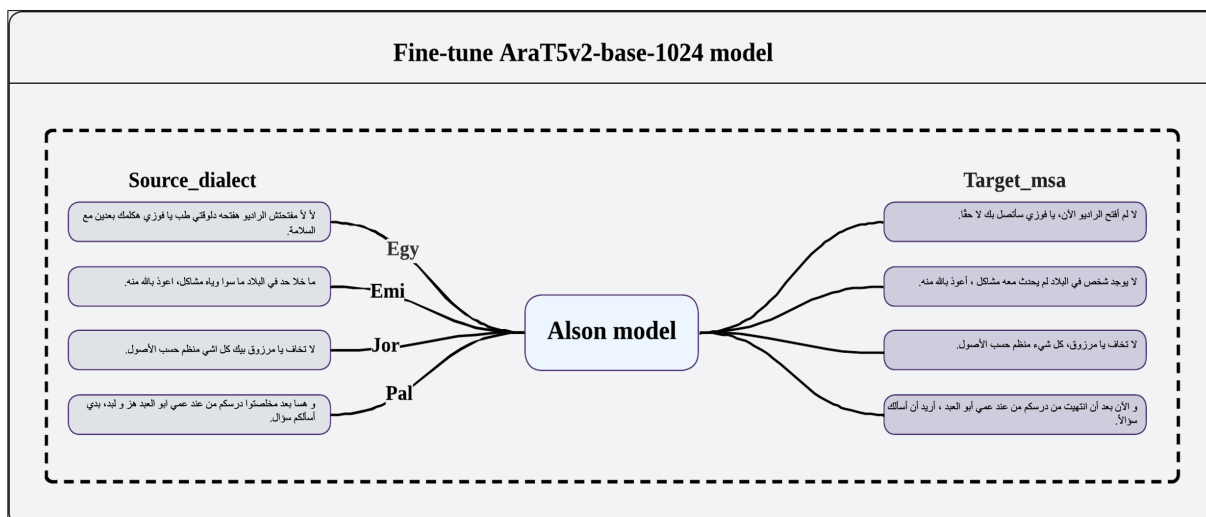 Fine-tune AraT5v2-base-1024 model
Source_dialect
لأ لأ مفتحتش الراديو هفتحه دلوقتي طب يا فوزي هكلمك بعدين مع
السلامة.
ما خلا حد في البلاد ما سوا وياه مشاكل، اعوذ بالله منه.
لا تخاف يا مرزوق بيك كل اشي منظم حسب الأصول.
و هسا بعد مخلصتوا درسكم من عند عمي ابو العبد هز و لبد، بدي
أسألكم سؤال.
Egy
Emi
Jor
Pal
Alson model
Target_msa
لا لم أفتح الراديو الآن، يا فوزي سأتصل بك لا حقًا.
لا يوجد شخص في البلاد لم يحدث معه مشاكل ، أعوذ بالله منه.
لا تخاف يا مرزوق، كل شيء منظم حسب الأصول.
و الآن بعد أن انتهيت من درسكم من عند عمي أبو العبد ، أريد أن أسألك
سؤالاً.